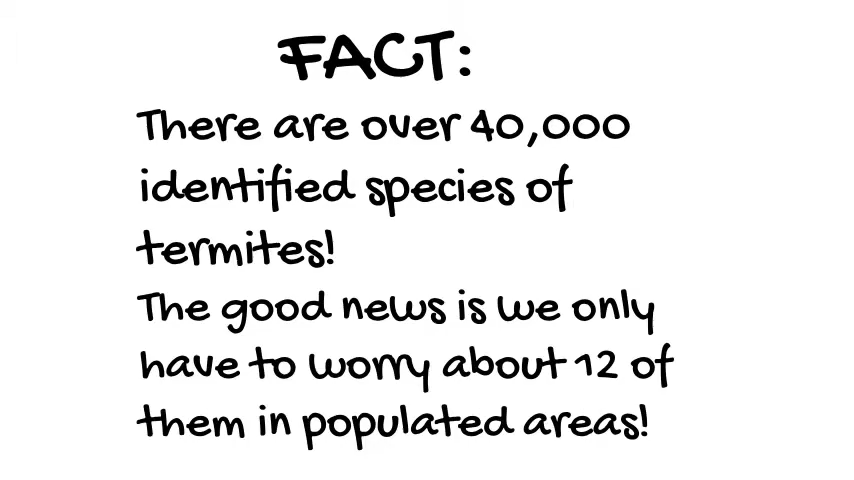 FACT:
There are over 40,000
identified species of
termites!
The good news is we only
have to worry about 12 of
them in populated areas!